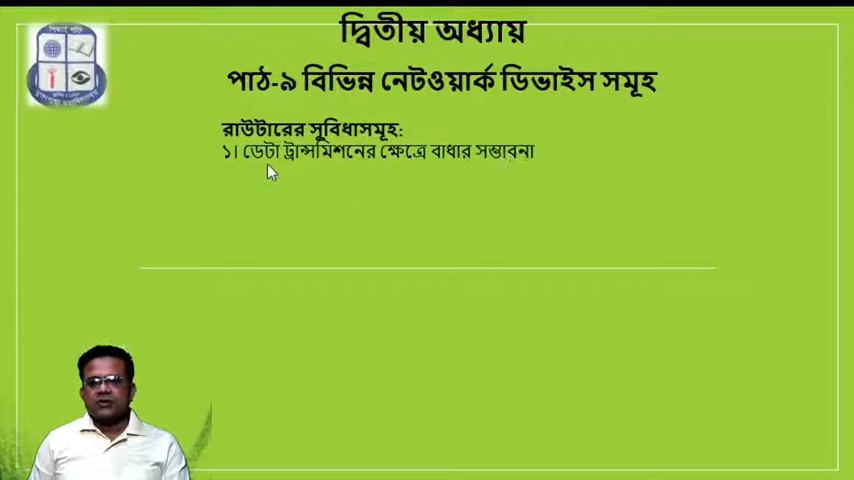 দ্বিতীয় অধ্যায়
পাঠ-৯ বিভিন্ন নেটওয়ার্ক ডিভাইস সমূহ
রাউটারের সুবিধাসমূহ:
১। ডেটা ট্রান্সমিশনের ক্ষেত্রে বাধার সম্ভাবনা